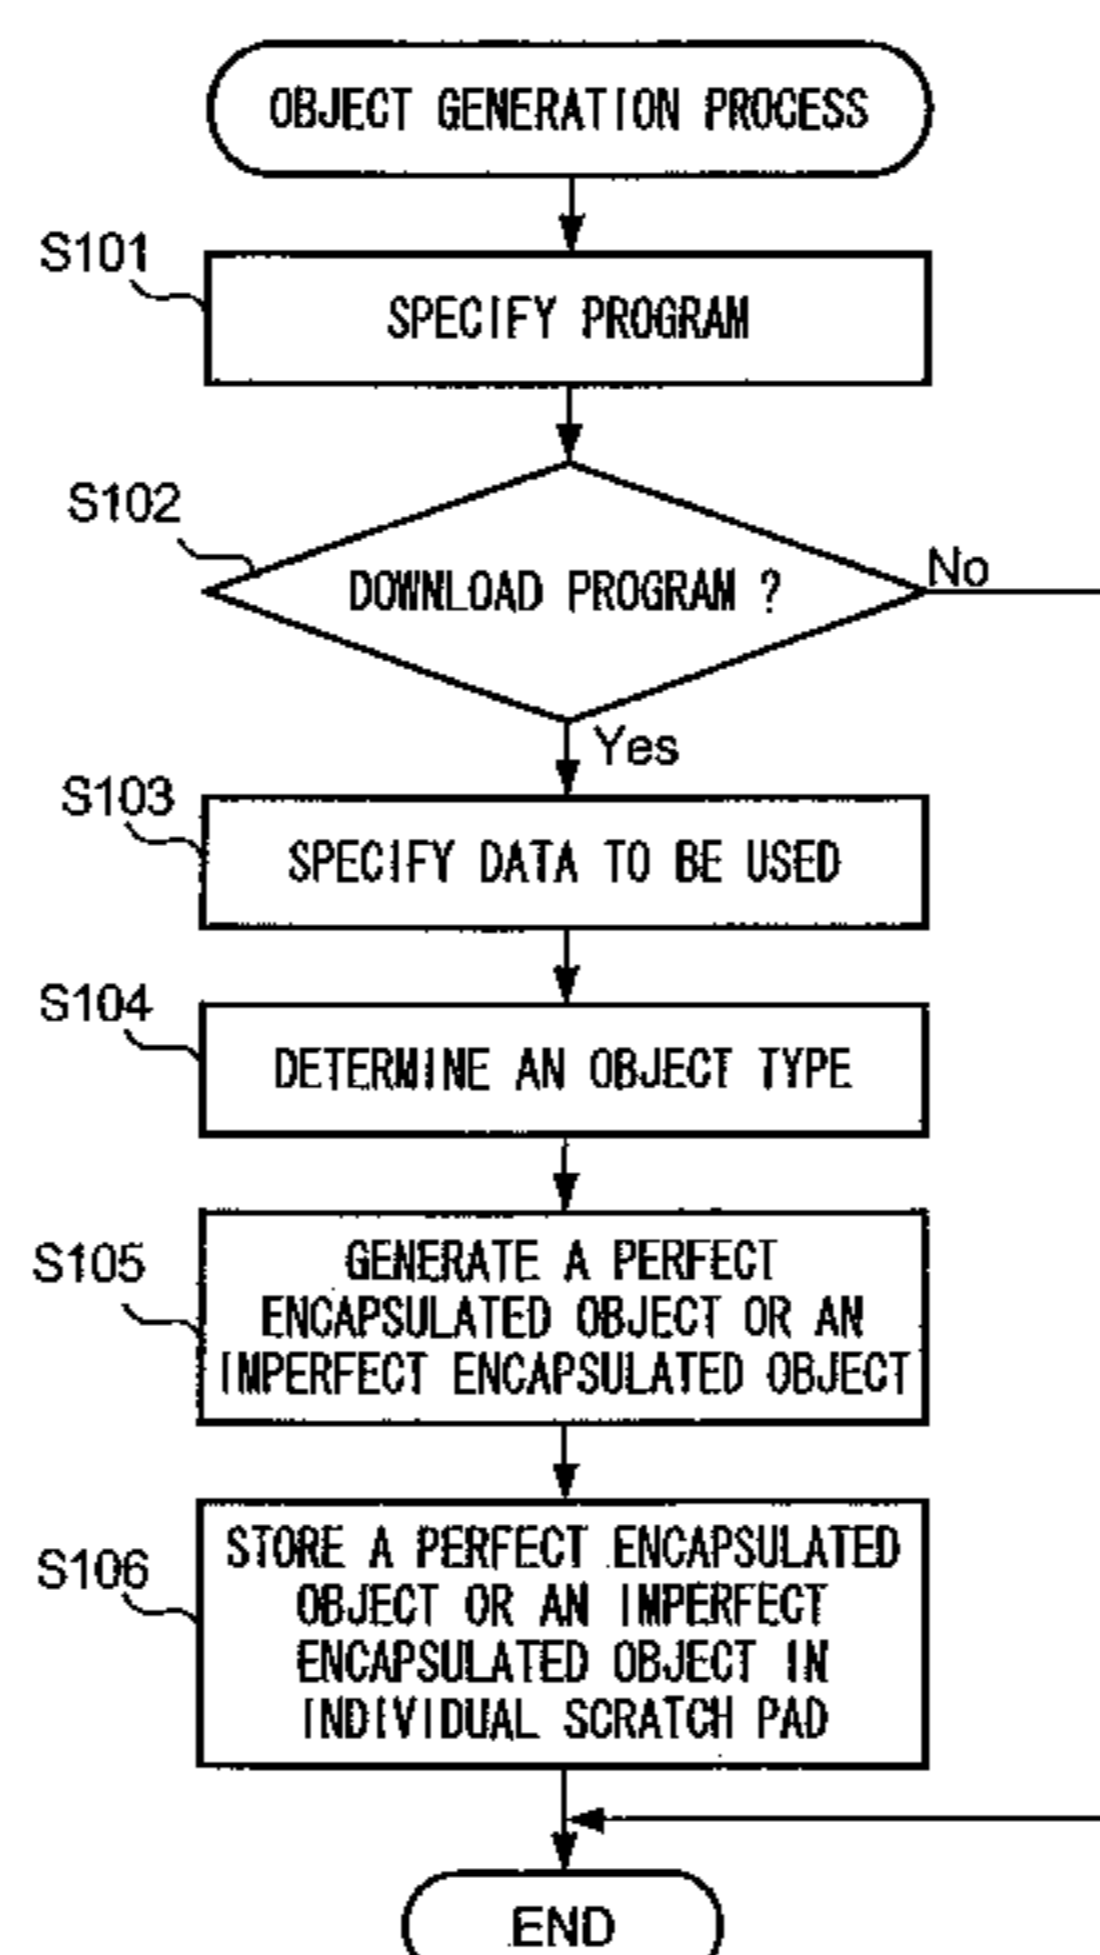 OBJECT GENERATION PROCESS
S101
SPECIFY PROGRAM
S102
DOWNLOAD PROGRAM ?
No
Yes
S103
SPECIFY DATA TO BE USED
S104
DETERMINE AN OBJECT TYPE
S105
GENERATE A PERFECT
ENCAPSULATED OBJECT OR AN
IMPERFECT ENCAPSULATED OBJECT
S106
STORE A PERFECT ENCAPSULATED
OBJECT OR AN IMPERFECT
ENCAPSULATED OBJECT IN
INDIVIDUAL SCRATCH PAD
END